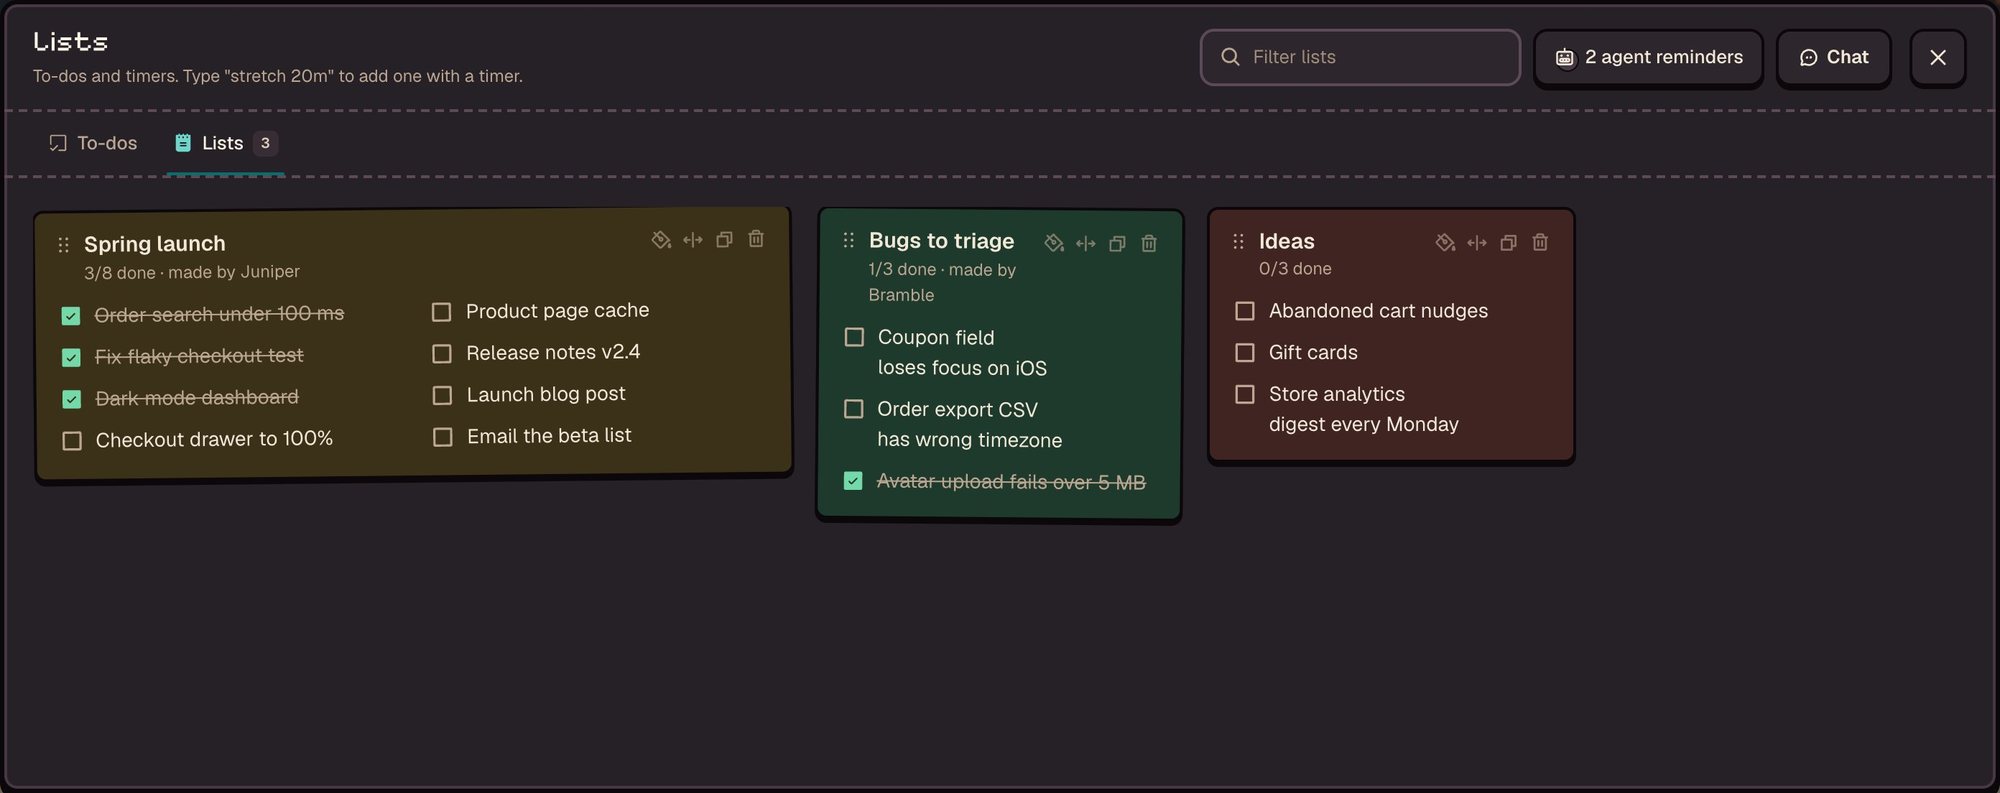 Lists
To-dos and timers. Type "stretch 20m" to add one with a timer.
Filter lists
2 agent reminders
Chat
To-dos
Lists 3
Spring launch
3/8 done · made by Juniper
Order search under 100 ms
Fix flaky checkout test
Dark mode dashboard
Checkout drawer to 100%
Product page cache
Release notes v2.4
Launch blog post
Email the beta list
Bugs to triage
1/3 done · made by
Bramble
Coupon field
loses focus on iOS
Order export CSV
has wrong timezone
Avatar upload fails over 5 MB
Ideas
0/3 done
Abandoned cart nudges
Gift cards
Store analytics
digest every Monday